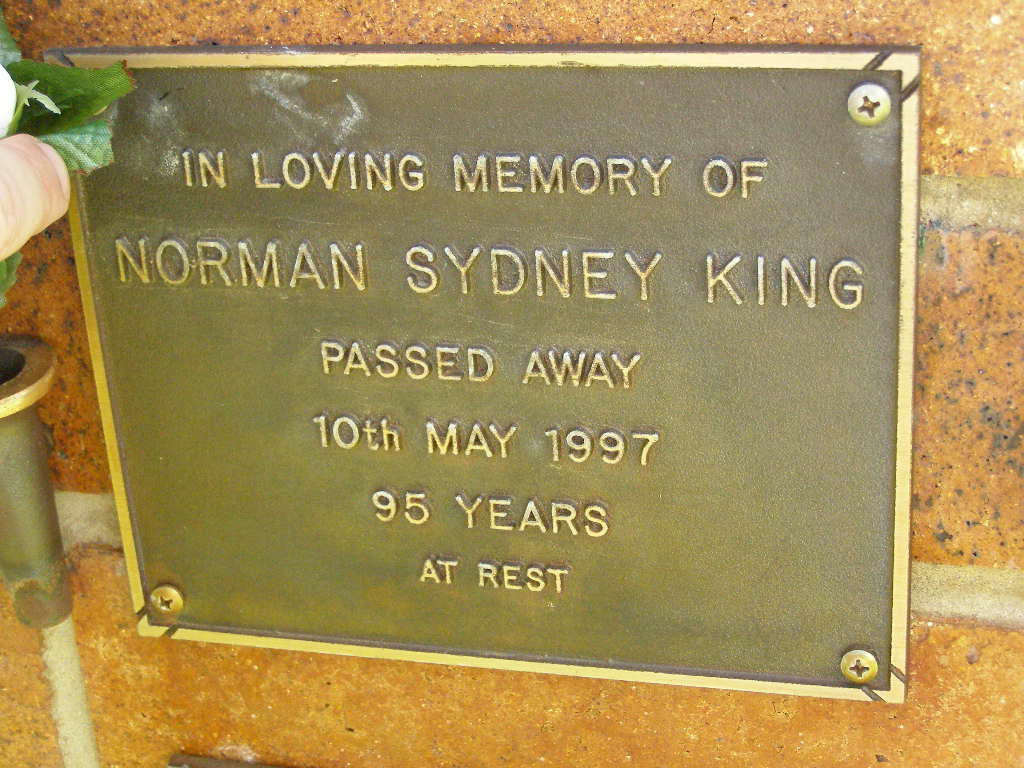 IN LOVING MEMORY OF
NORMAN SYDNEY KING
PASSED AWAY
10th MAY 1997
95 YEARS
AT REST